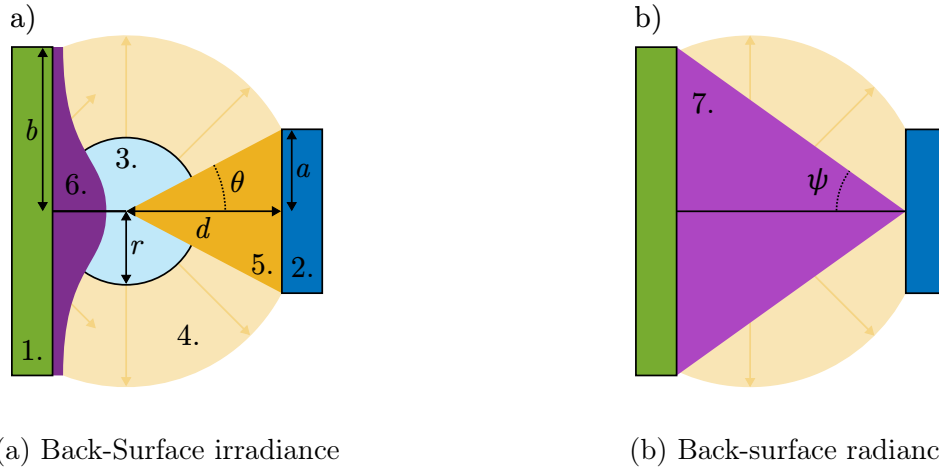 a)
b)
b
3.
6.
θ
a
d
r
5.
2.
4.
1.
7.
ψ
(a) Back-Surface irradiance
(b) Back-surface radianc